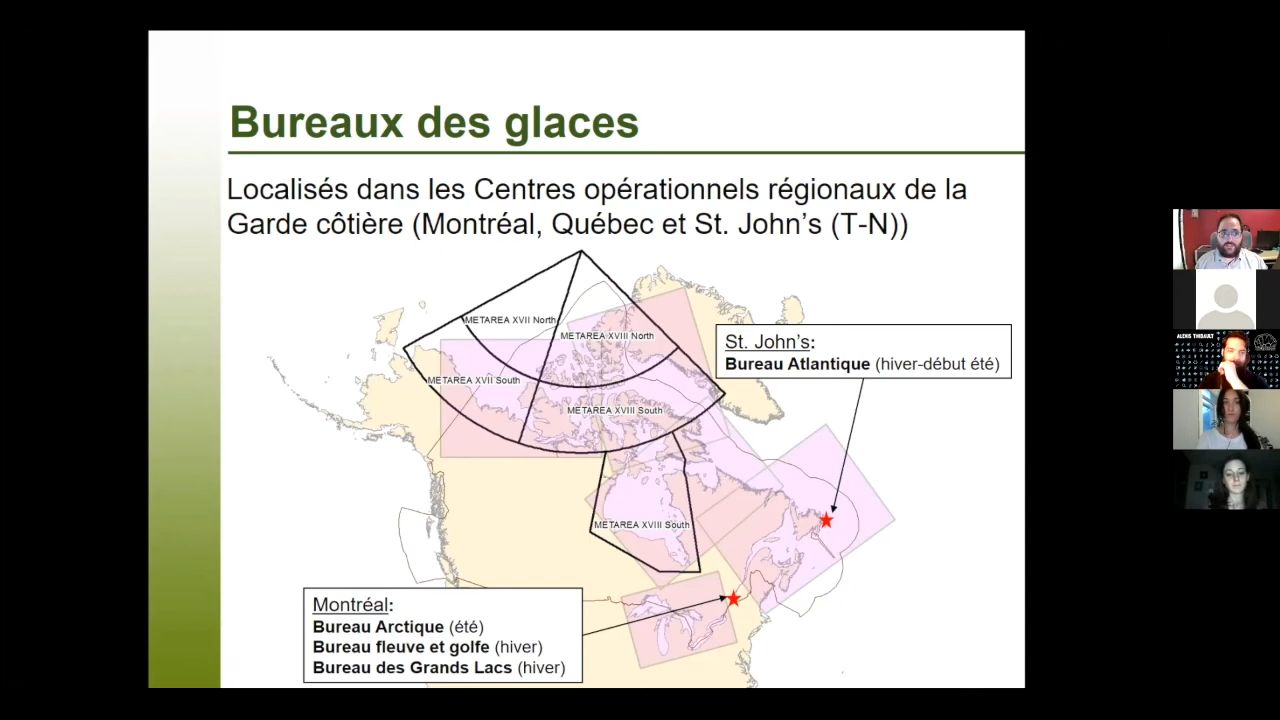 Bureaux des glaces
Localisés dans les Centres opérationnels régionaux de la
Garde côtière (Montréal, Québec et St. John's (T-N))
METAREA XVII North
METAREA XVIII North
METAREA XVII South
METAREA XVIII South
METAREA XVIII South
St. John's:
Bureau Atlantique (hiver-début été)
Montréal:
Bureau Arctique (été)
Bureau fleuve et golfe (hiver)
Bureau des Grands Lacs (hiver)
ALEXIS THIBAULT